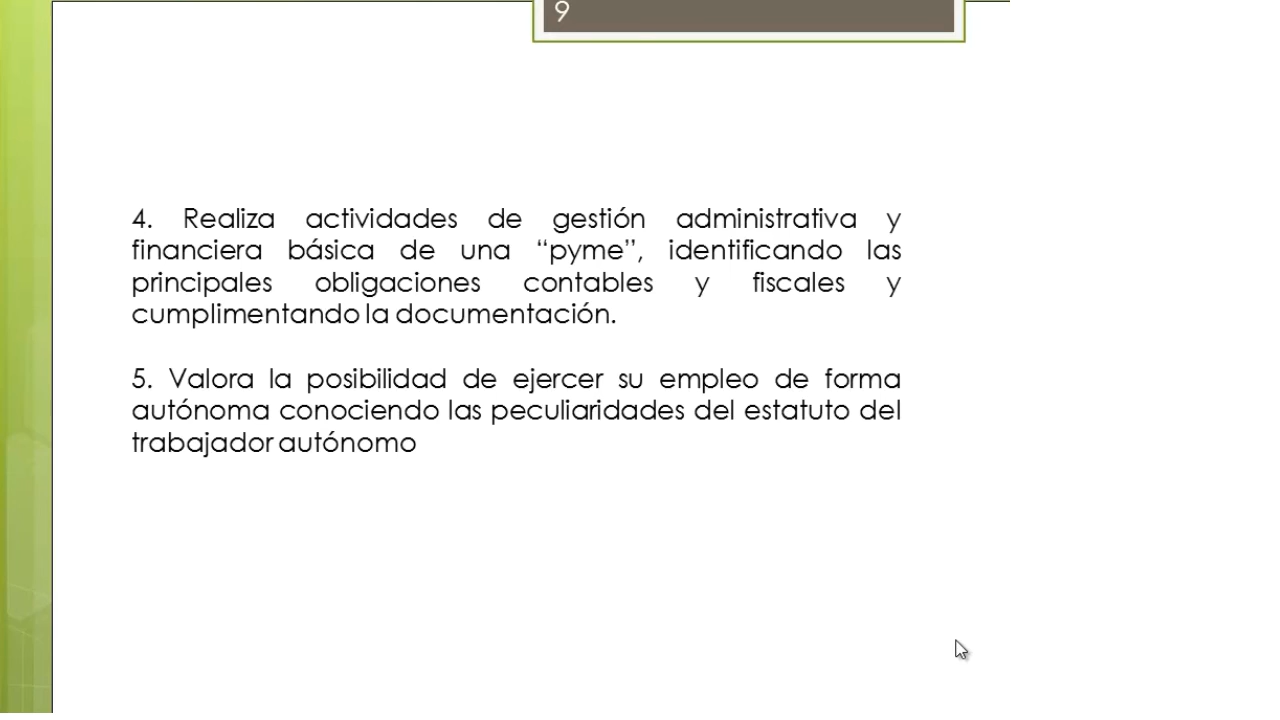 9
4. Realiza actividades de gestión administrativa y
financiera básica de una “pyme”, identificando las
principales obligaciones contables y fiscales y
cumplimentando la documentación.
5. Valora la posibilidad de ejercer su empleo de forma
autónoma conociendo las peculiaridades del estatuto del
trabajador autónomo